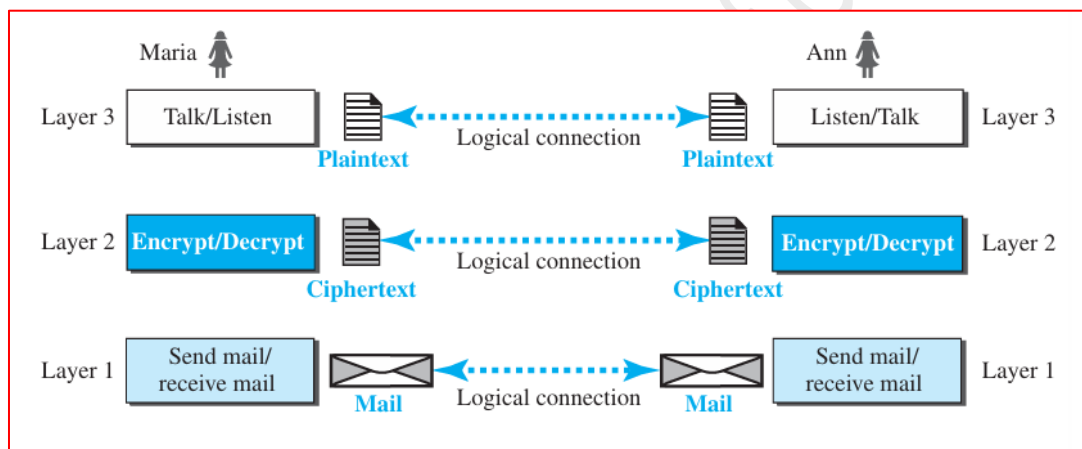 Maria
Ann
Layer 3
Talk/Listen
Plaintext
Logical connection
Plaintext
Listen/Talk
Layer 3
Layer 2
Encrypt/Decrypt
Ciphertext
Logical connection
Ciphertext
Encrypt/Decrypt
Layer 2
Layer 1
Send mail/
receive mail
Mail
Logical connection
Mail
Send mail/
receive mail
Layer 1